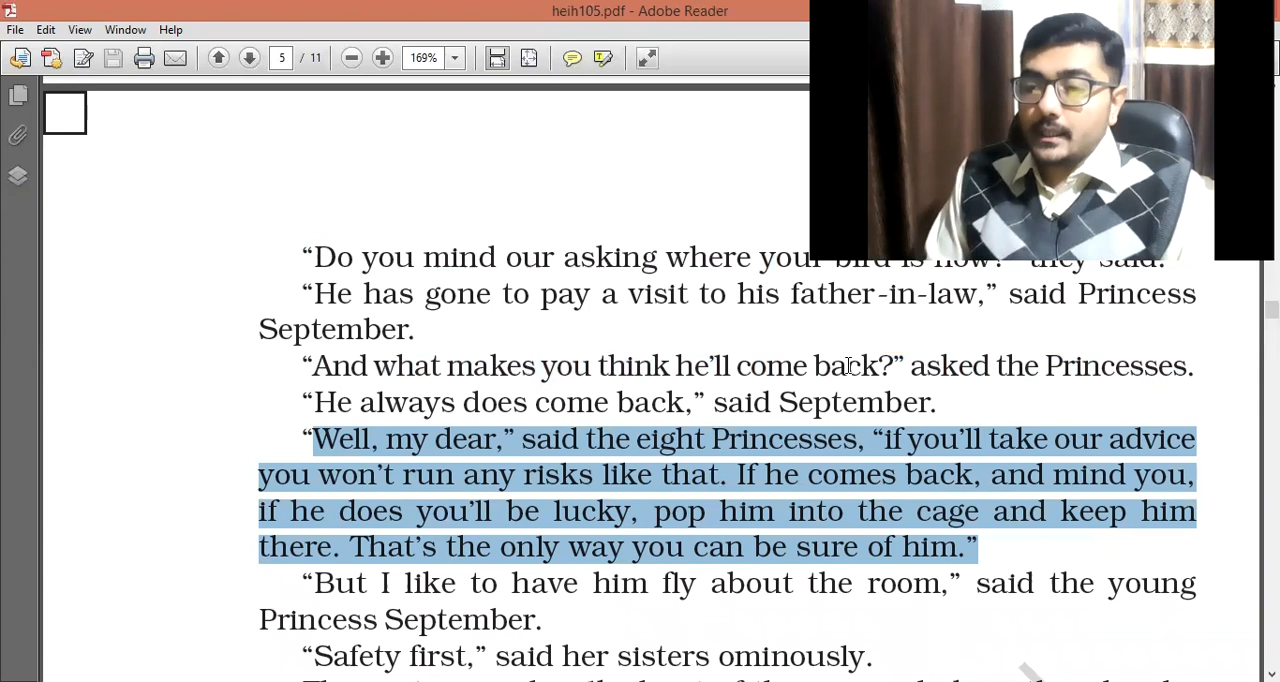 heih105.pdf - Adobe Reader
File Edit View Window Help
5 / 11 169%
“Do you mind our asking where your bird is now?” they said.
“He has gone to pay a visit to his father-in-law,” said Princess
September.
“And what makes you think he’ll come back?” asked the Princesses.
“He always does come back,” said September.
“Well, my dear,” said the eight Princesses, “if you’ll take our advice
you won’t run any risks like that. If he comes back, and mind you,
if he does you’ll be lucky, pop him into the cage and keep him
there. That’s the only way you can be sure of him.”
“But I like to have him fly about the room,” said the young
Princess September.
“Safety first,” said her sisters ominously.